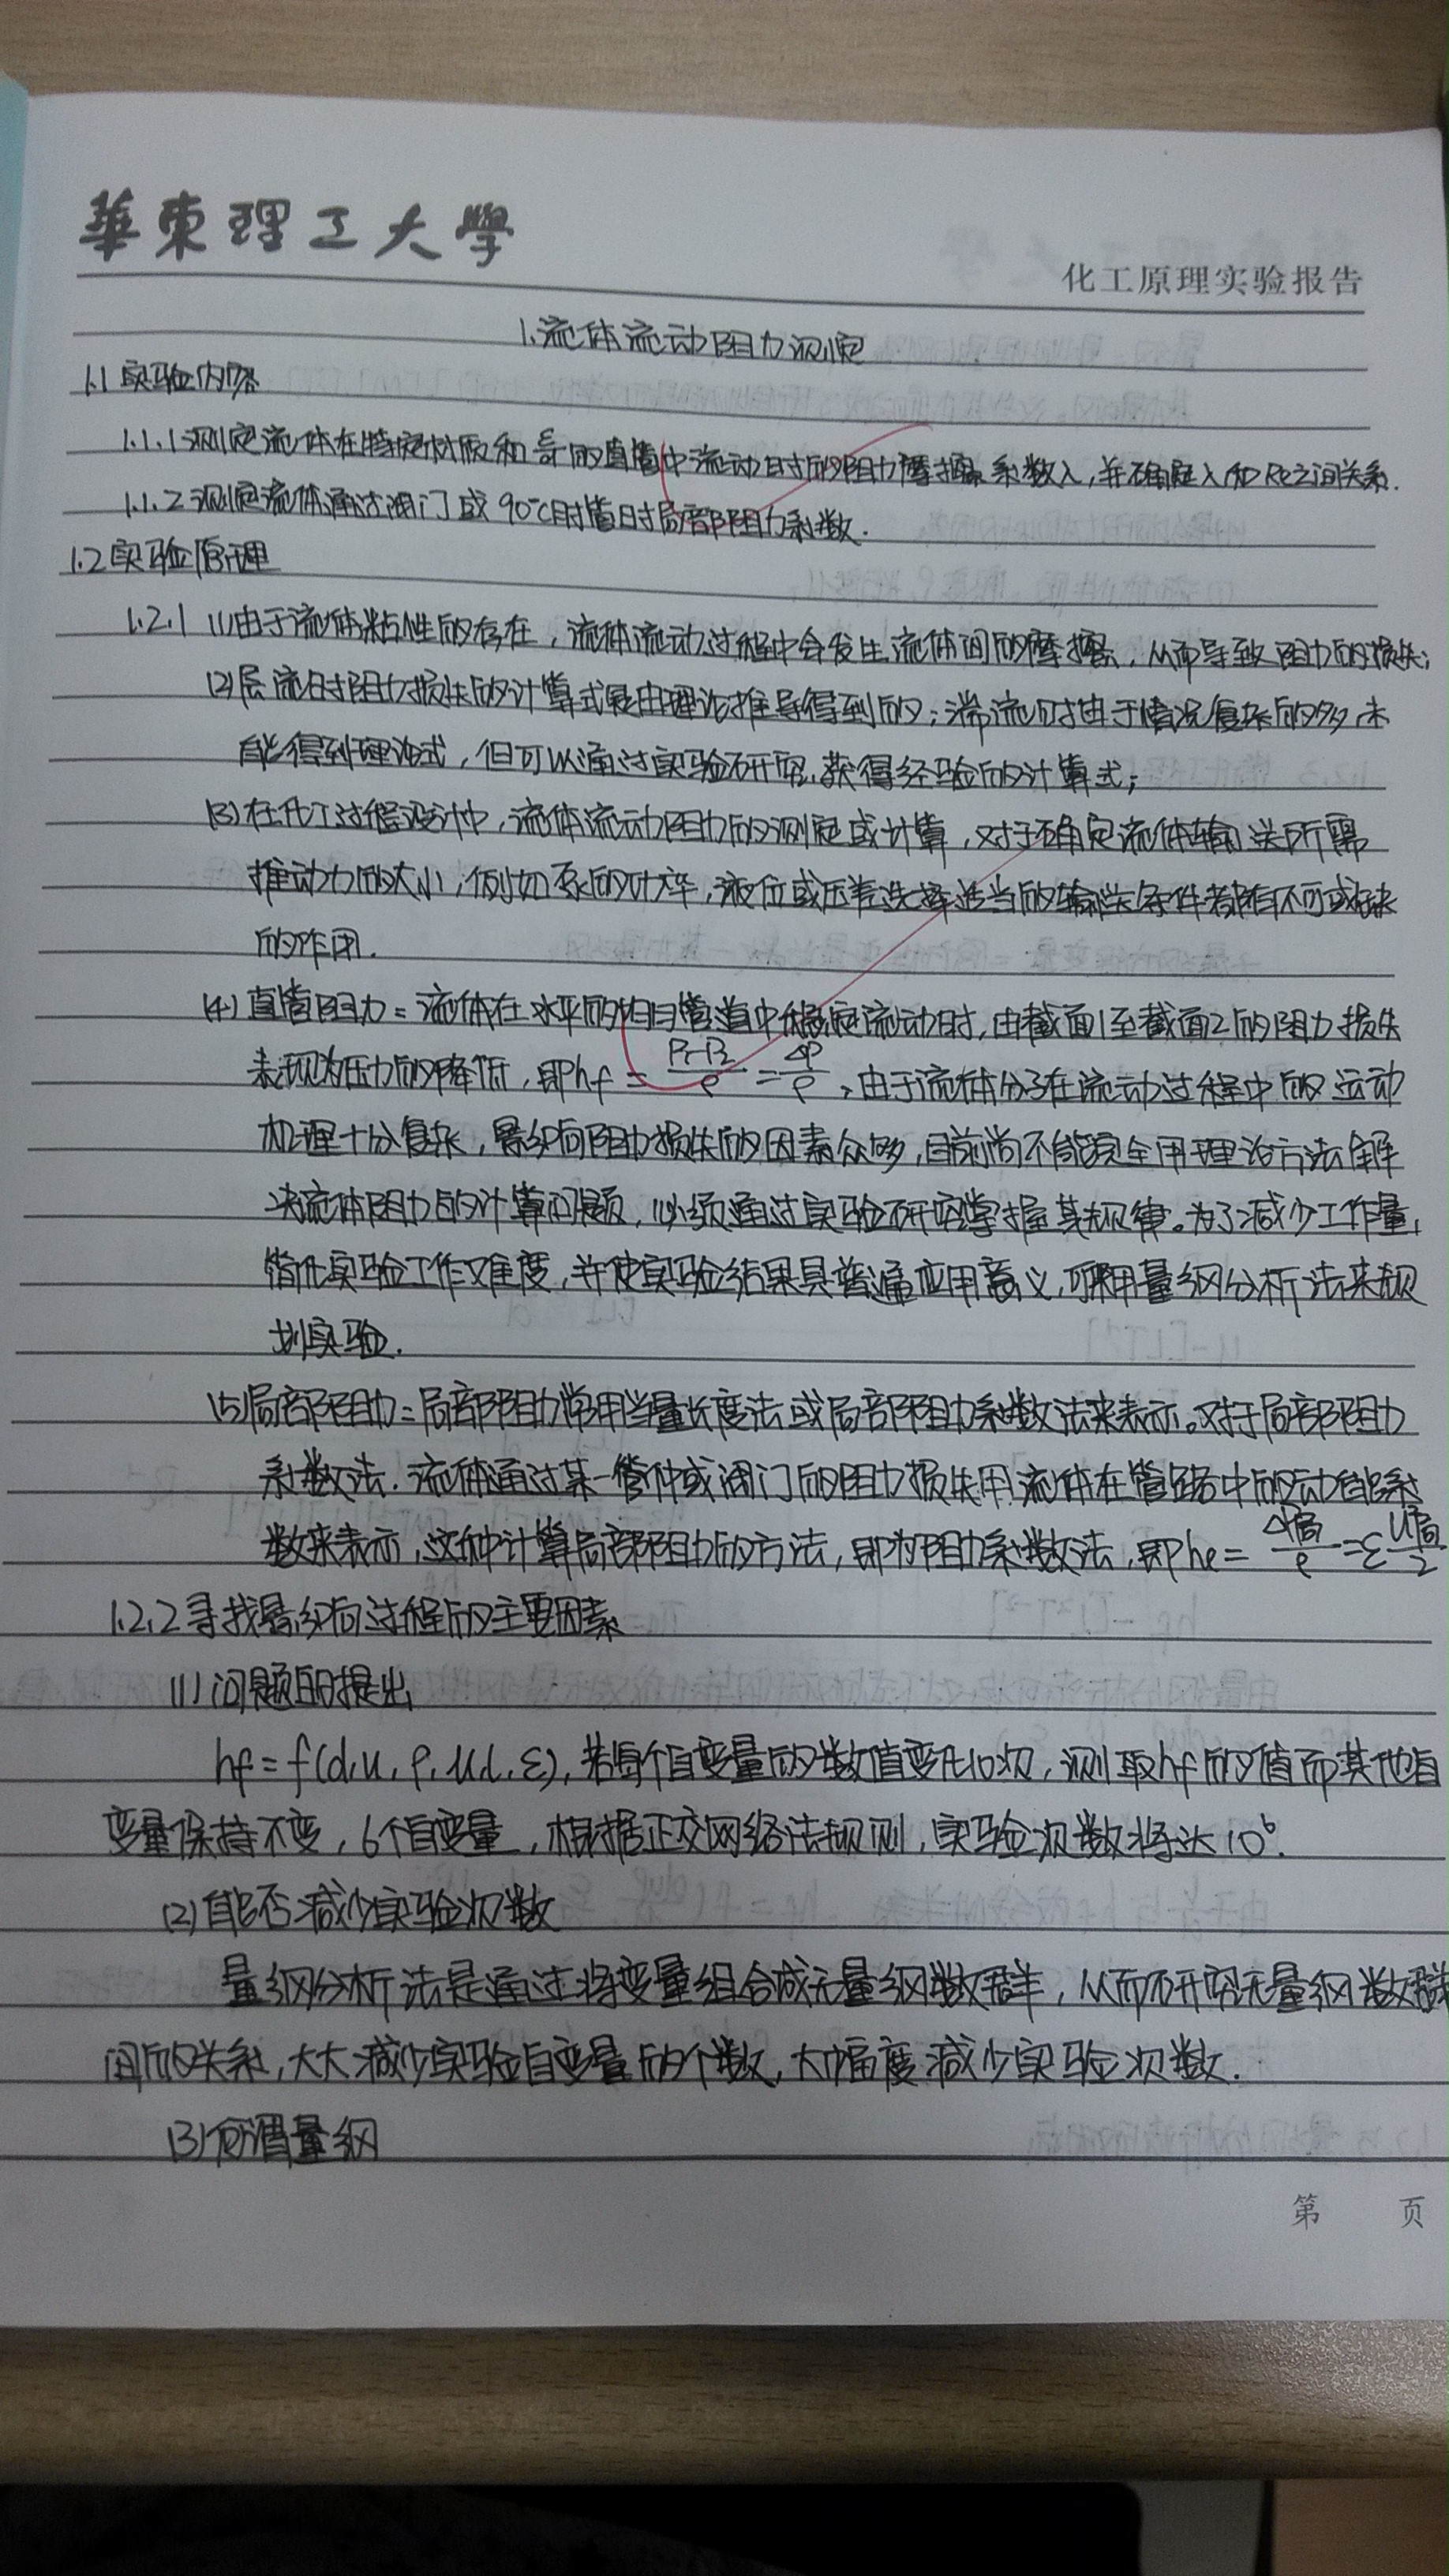 華東理工大學
化工原理实验报告
1.流体流动阻力测定
1.1实验内容
1.1.1测定流体在特定材质和 的直管中流动时的阻力摩擦系数λ,并确定λ和Re之间关系.
1.1.2测定流体通过阀门或90℃时管时局部阻力系数.
1.2实验原理
1.2.1 (1)由于流体粘性的存在,流体流动过程中会发生流体间的摩擦,从而导致阻力的损失;
(2)层流时阻力损失的计算式是由理论推导得到的;湍流时由于情况复杂的多,未
能得到理论式,但可以通过实验研究,获得经验的计算式;
(3)在化工过程设计中,流体流动阻力的测定或计算,对于确定流体输送所需
推动力的大小,例如泵的功率,液位或压差选择适当的输送条件都有不可或缺
的作用.
(4)直管阻力=流体在水平的均匀管道中稳定流动时,由截面1至截面2的阻力损失
表现为压力的降低,即hf=P1-P2/ρ=ΔP/ρ,由于流体分子在流动过程中的运动
机理十分复杂,影响阻力损失的因素众多,目前尚不能完全用理论方法解
决流体阻力的计算问题,必须通过实验研究掌握其规律。为了减少工作量,
简化实验工作难度,并使实验结果具普遍应用意义,可采用量纲分析法来规
划实验.
(5)局部阻力=局部阻力常用当量长度法或局部阻力系数法来表示。对于局部阻力
系数法.流体通过某一管件或阀门的阻力损失用流体在管路中的动能系
数来表示,这种计算局部阻力的方法,即为阻力系数法,即he=ΔP局/ρ=ξu²局/2
1.2.2寻找影响过程的主要因素
(1)问题的提出
hf=f(d,u,ρ,μ,l,ε),若每个自变量的数值变化10次,测取hf的值而其他自
变量保持不变,6个自变量,根据正交网络法规则,实验次数将达10⁶.
(2)能否减少实验次数
量纲分析法是通过将变量组合成无量纲数群,从而研究无量纲数群
间的关系,大大减少实验自变量的个数,大幅度减少实验次数.
(3)何谓量纲
第 页